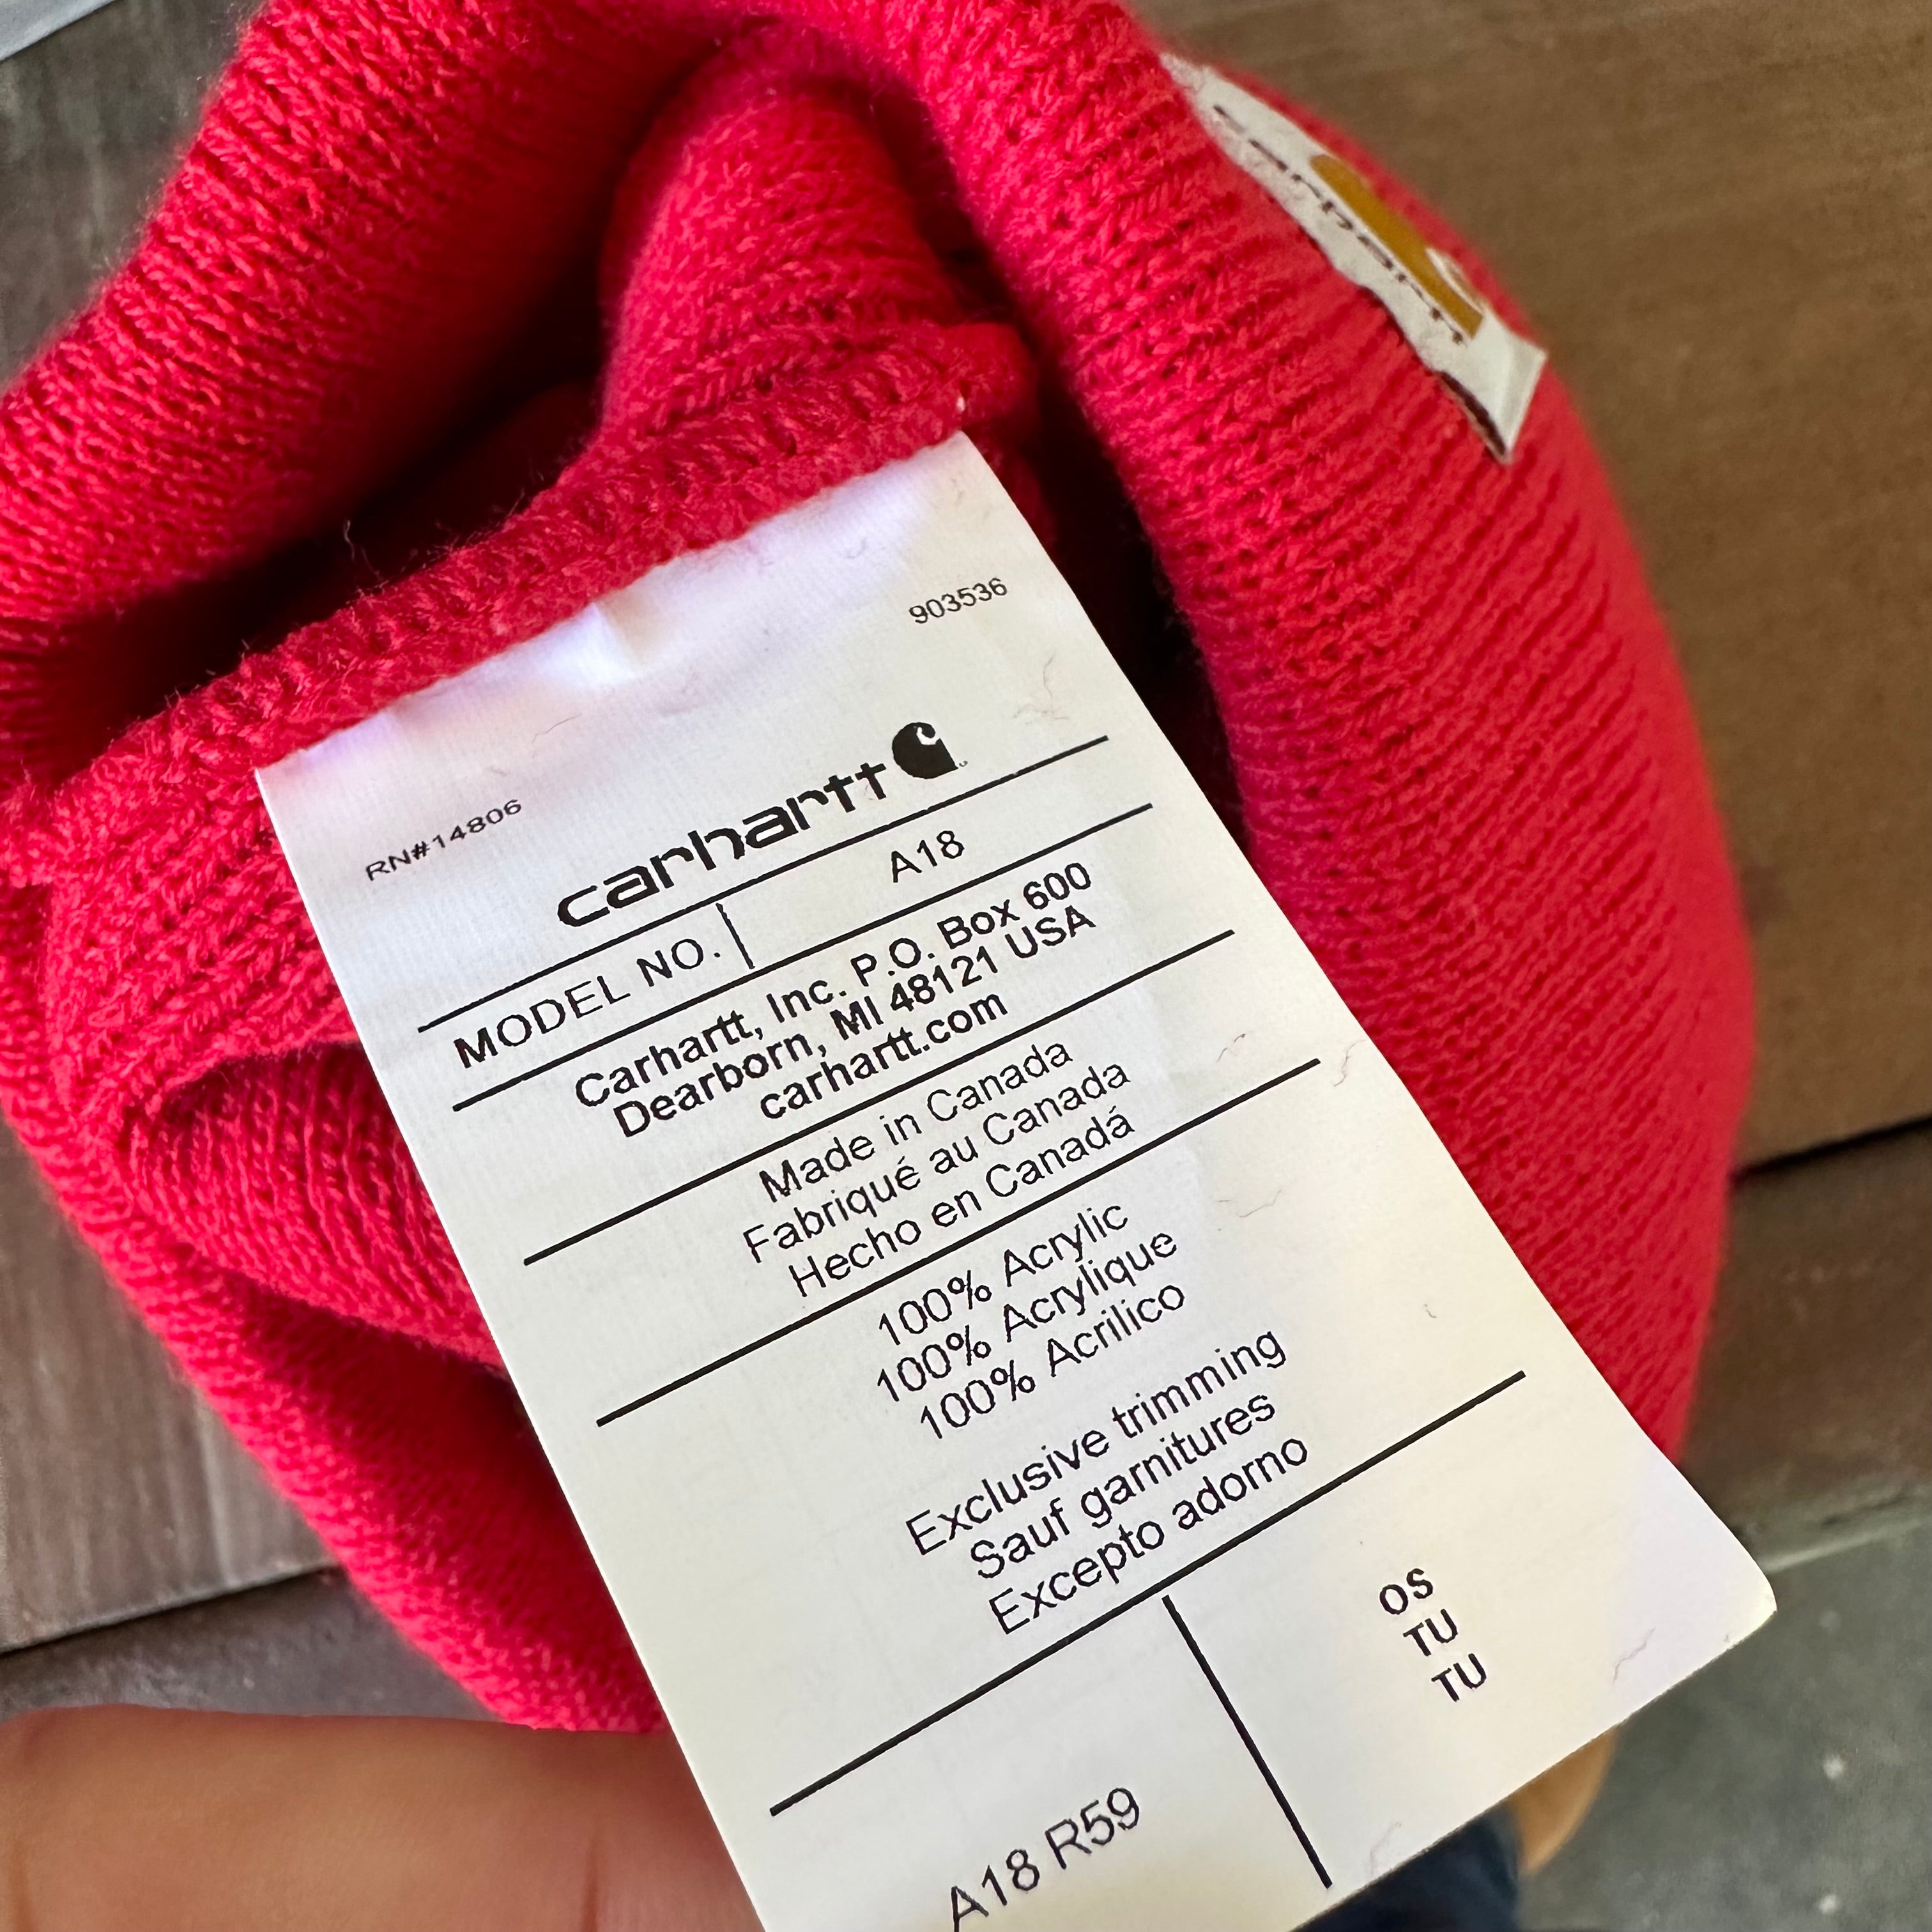 carhartt
903536
RN#14806
carhartt
MODEL NO. A18
Carhartt, Inc. P.O. Box 600
Dearborn, MI 48121 USA
carhartt.com
Made in Canada
Fabriqué au Canada
Hecho en Canadá
100% Acrylic
100% Acrylique
100% Acrilico
Exclusive trimming
Sauf garnitures
Excepto adorno
OS
TU
TU
A18 R59